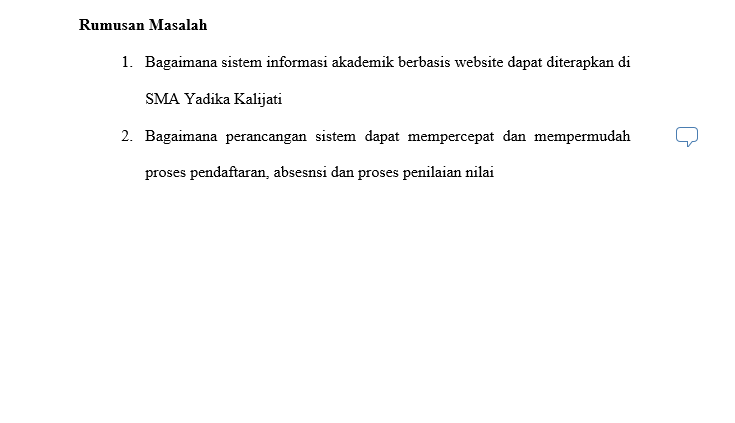 Rumusan Masalah
1. Bagaimana sistem informasi akademik berbasis website dapat diterapkan di
SMA Yadika Kalijati
2. Bagaimana perancangan sistem dapat mempercepat dan mempermudah
proses pendaftaran, absesnsi dan proses penilaian nilai